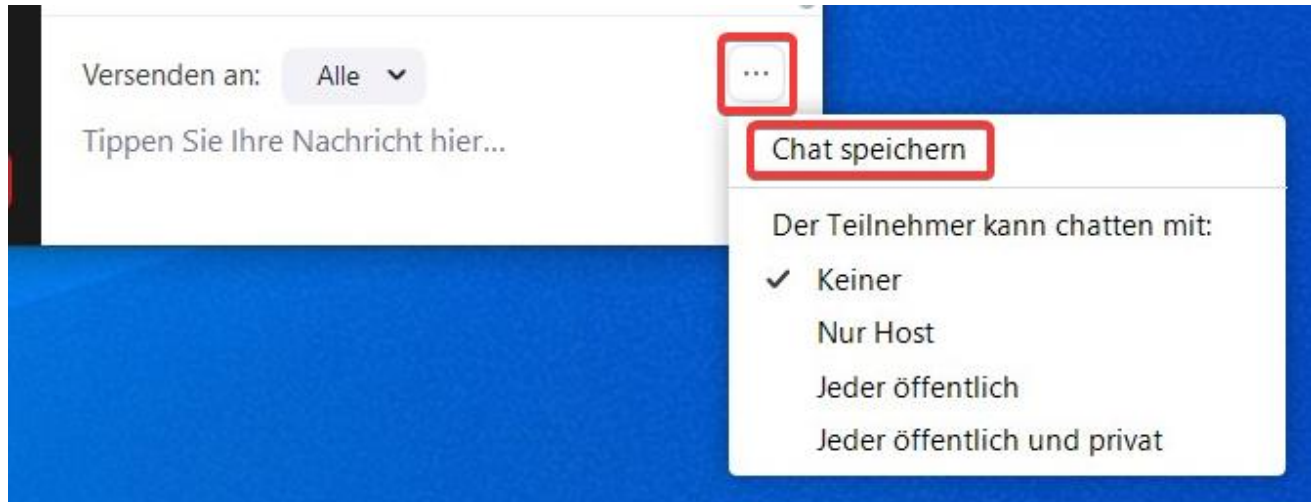 Versenden an: Alle
...
Tippen Sie Ihre Nachricht hier...
Chat speichern
Der Teilnehmer kann chatten mit:
Keiner
Nur Host
Jeder öffentlich
Jeder öffentlich und privat